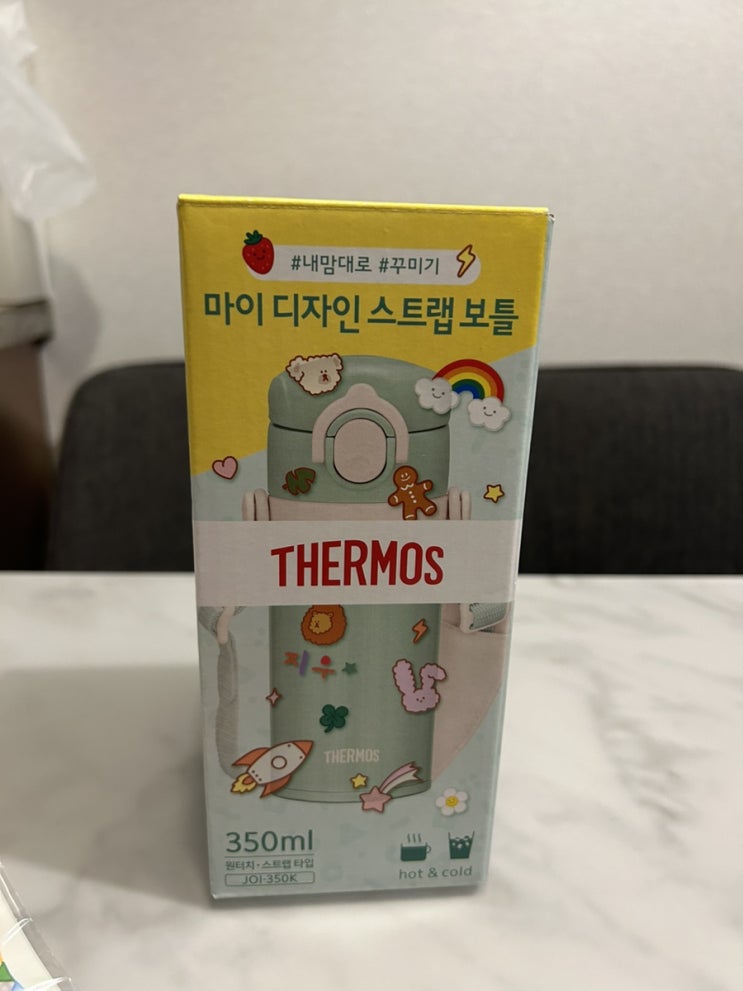 #내맘대로 #꾸미기
마이 디자인 스트랩 보틀
THERMOS
지우
THERMOS
350ml
원터치·스트랩 타입
JOI-350K
hot & cold